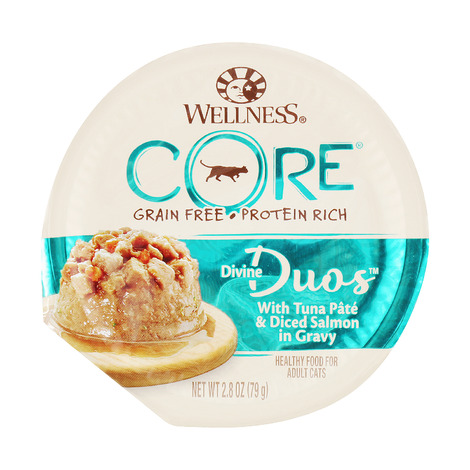 WELLNESS®
CORE®
GRAIN FREE • PROTEIN RICH
Divine Duos™
With Tuna Pâté
& Diced Salmon
in Gravy
HEALTHY FOOD FOR
ADULT CATS
NET WT 2.8 OZ (79 g)